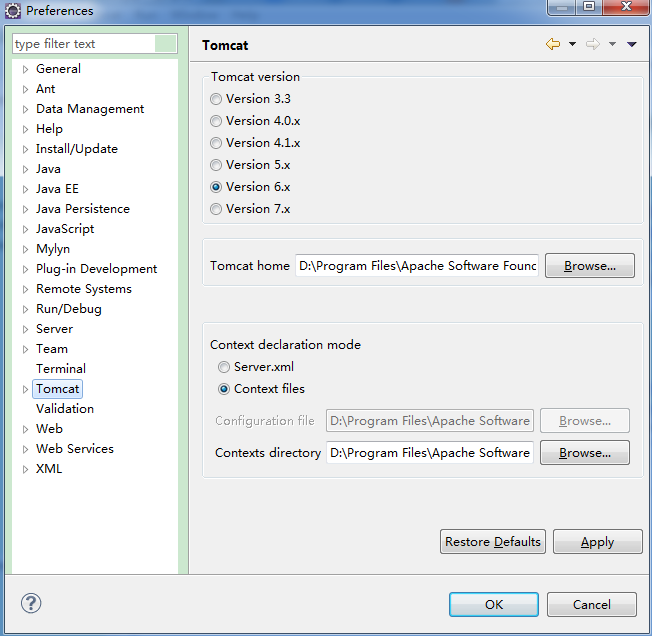 Preferences
type filter text
General
Ant
Data Management
Help
Install/Update
Java
Java EE
Java Persistence
JavaScript
Mylyn
Plug-in Development
Remote Systems
Run/Debug
Server
Team
Terminal
Tomcat
Validation
Web
Web Services
XML
Tomcat
Tomcat version
Version 3.3
Version 4.0.x
Version 4.1.x
Version 5.x
Version 6.x
Version 7.x
Tomcat home D:\Program Files\Apache Software Founc Browse...
Context declaration mode
Server.xml
Context files
Configuration file D:\Program Files\Apache Software Browse...
Contexts directory D:\Program Files\Apache Software Browse...
Restore Defaults Apply
OK Cancel